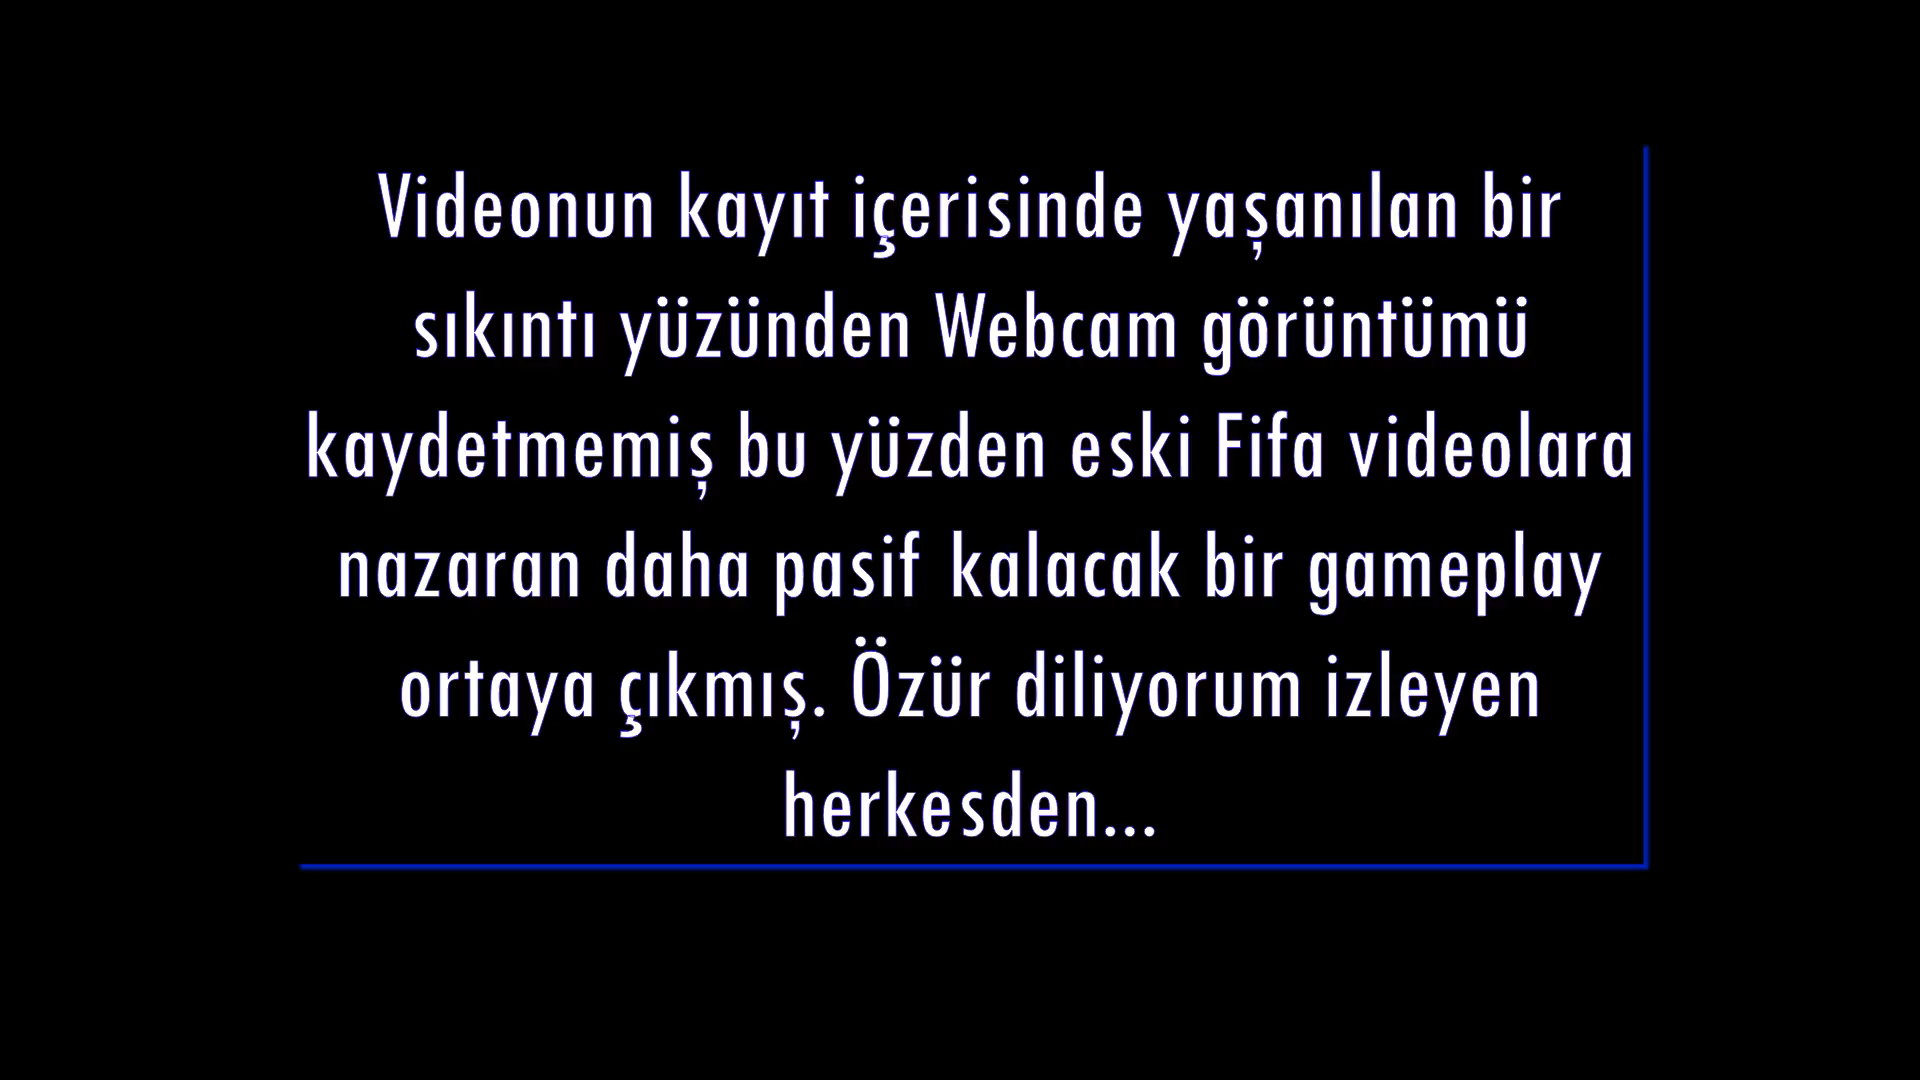 Videonun kayıt içerisinde yaşanılan bir
sıkıntı yüzünden Webcam görüntümü
kaydetmemiş bu yüzden eski Fifa videolara
nazaran daha pasif kalacak bir gameplay
ortaya çıkmış. Özür diliyorum izleyen
herkesden...